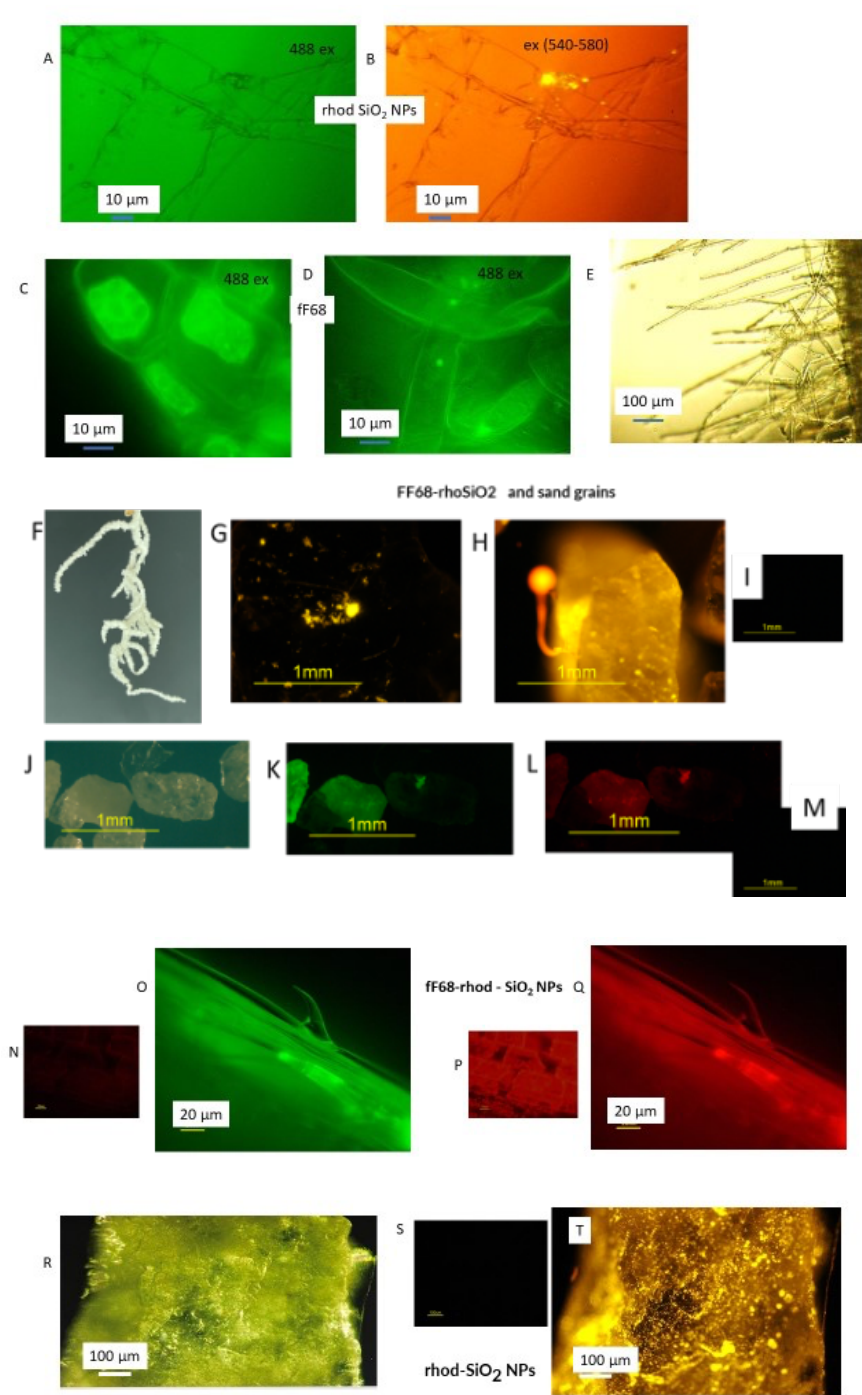 A
488 ex
B
ex (540-580)
rhod SiO₂ NPs
10 µm
10 µm
C
488 ex
D
488 ex
E
fF68
10 µm
10 µm
100 µm
FF68-rhoSiO2 and sand grains
F
G
H
I
1mm
1mm
1mm
J
K
L
M
1mm
1mm
1mm
1mm
O
fF68-rhod - SiO₂ NPs
Q
N
P
20 µm
20 µm
R
S
T
100 µm
rhod-SiO₂ NPs
100 µm